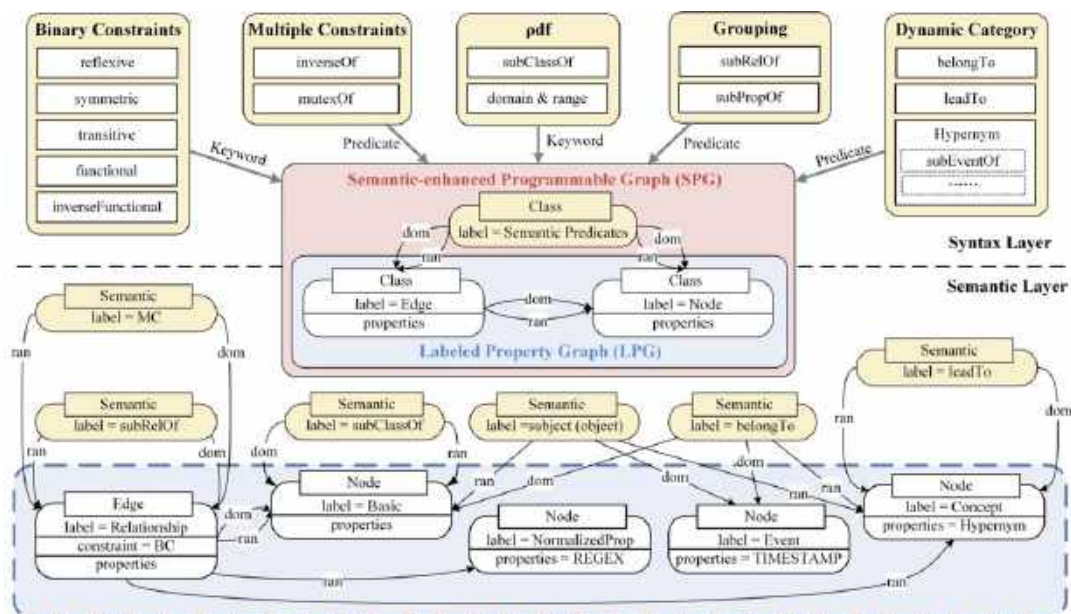 Binary Constraints
reflexive
symmetric
transitive
functional
inverseFunctional
Multiple Constraints
inverseOf
mutexOf
ρdf
subClassOf
domain & range
Grouping
subRelOf
subPropOf
Dynamic Category
belongTo
leadTo
Hypernym
subEventOf
......
Keyword
Predicate
Keyword
Predicate
Predicate
Semantic-enhanced Programmable Graph (SPG)
Class
label = Semantic Predicates
dom
ran
dom
ran
Class
label = Edge
properties
dom
ran
Class
label = Node
properties
Labeled Property Graph (LPG)
Syntax Layer
Semantic Layer
Semantic
label = MC
ran
dom
Semantic
label = subRelOf
ran
dom
Semantic
label = subClassOf
dom
ran
Semantic
label =subject (object)
ran
dom
ran
Semantic
label = belongTo
dom
dom
ran
Semantic
label = leadTo
ran
dom
Edge
label = Relationship
constraint = BC
properties
dom
ran
ran
ran
Node
label = Basic
properties
Node
label = NormalizedProp
properties = REGEX
Node
label = Event
properties = TIMESTAMP
Node
label = Concept
properties = Hypernym